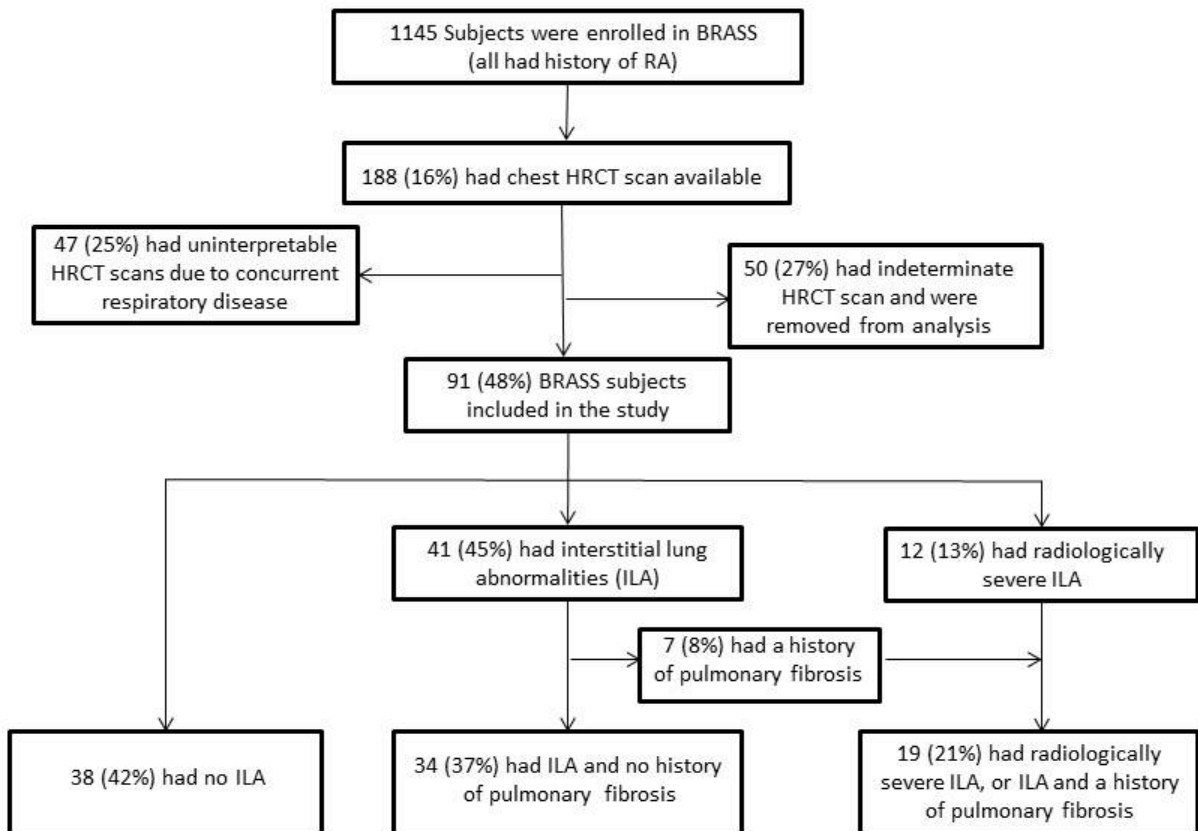 1145 Subjects were enrolled in BRASS
(all had history of RA)
188 (16%) had chest HRCT scan available
47 (25%) had uninterpretable
HRCT scans due to concurrent
respiratory disease
50 (27%) had indeterminate
HRCT scan and were
removed from analysis
91 (48%) BRASS subjects
included in the study
41 (45%) had interstitial lung
abnormalities (ILA)
12 (13%) had radiologically
severe ILA
7 (8%) had a history
of pulmonary fibrosis
38 (42%) had no ILA
34 (37%) had ILA and no history
of pulmonary fibrosis
19 (21%) had radiologically
severe ILA, or ILA and a history
of pulmonary fibrosis